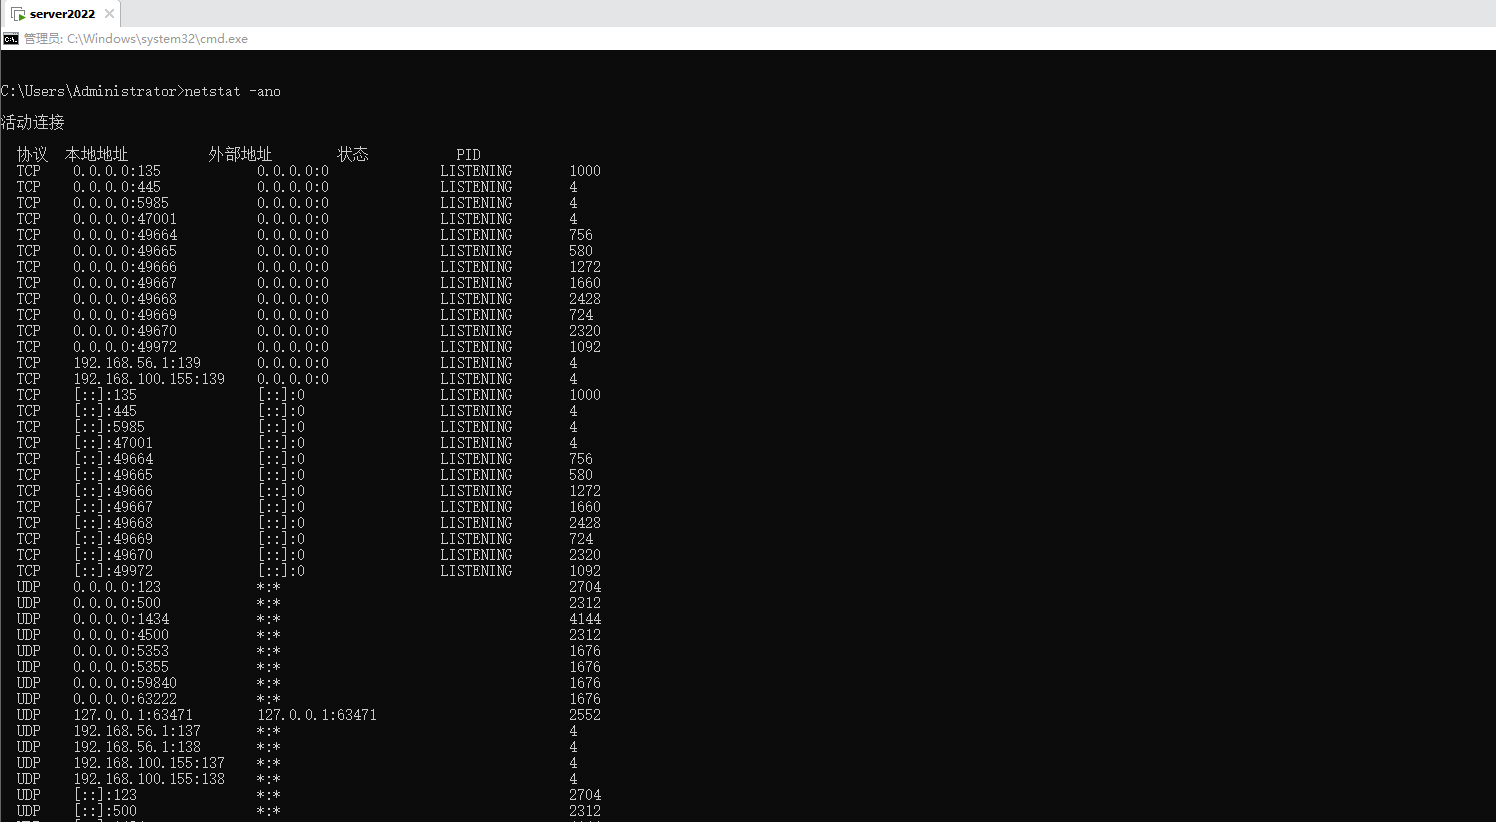 server2022
管理员: C:\Windows\system32\cmd.exe
C:\Users\Administrator>netstat -ano
活动连接
协议 本地地址 外部地址 状态 PID
TCP 0.0.0.0:135 0.0.0.0:0 LISTENING 1000
TCP 0.0.0.0:445 0.0.0.0:0 LISTENING 4
TCP 0.0.0.0:5985 0.0.0.0:0 LISTENING 4
TCP 0.0.0.0:47001 0.0.0.0:0 LISTENING 4
TCP 0.0.0.0:49664 0.0.0.0:0 LISTENING 756
TCP 0.0.0.0:49665 0.0.0.0:0 LISTENING 580
TCP 0.0.0.0:49666 0.0.0.0:0 LISTENING 1272
TCP 0.0.0.0:49667 0.0.0.0:0 LISTENING 1660
TCP 0.0.0.0:49668 0.0.0.0:0 LISTENING 2428
TCP 0.0.0.0:49669 0.0.0.0:0 LISTENING 724
TCP 0.0.0.0:49670 0.0.0.0:0 LISTENING 2320
TCP 0.0.0.0:49972 0.0.0.0:0 LISTENING 1092
TCP 192.168.56.1:139 0.0.0.0:0 LISTENING 4
TCP 192.168.100.155:139 0.0.0.0:0 LISTENING 4
TCP [::]:135 [::]:0 LISTENING 1000
TCP [::]:445 [::]:0 LISTENING 4
TCP [::]:5985 [::]:0 LISTENING 4
TCP [::]:47001 [::]:0 LISTENING 4
TCP [::]:49664 [::]:0 LISTENING 756
TCP [::]:49665 [::]:0 LISTENING 580
TCP [::]:49666 [::]:0 LISTENING 1272
TCP [::]:49667 [::]:0 LISTENING 1660
TCP [::]:49668 [::]:0 LISTENING 2428
TCP [::]:49669 [::]:0 LISTENING 724
TCP [::]:49670 [::]:0 LISTENING 2320
TCP [::]:49972 [::]:0 LISTENING 1092
UDP 0.0.0.0:123 *:* 2704
UDP 0.0.0.0:500 *:* 2312
UDP 0.0.0.0:1434 *:* 4144
UDP 0.0.0.0:4500 *:* 2312
UDP 0.0.0.0:5353 *:* 1676
UDP 0.0.0.0:5355 *:* 1676
UDP 0.0.0.0:59840 *:* 1676
UDP 0.0.0.0:63222 *:* 1676
UDP 127.0.0.1:63471 127.0.0.1:63471 2552
UDP 192.168.56.1:137 *:* 4
UDP 192.168.56.1:138 *:* 4
UDP 192.168.100.155:137 *:* 4
UDP 192.168.100.155:138 *:* 4
UDP [::]:123 *:* 2704
UDP [::]:500 *:* 2312